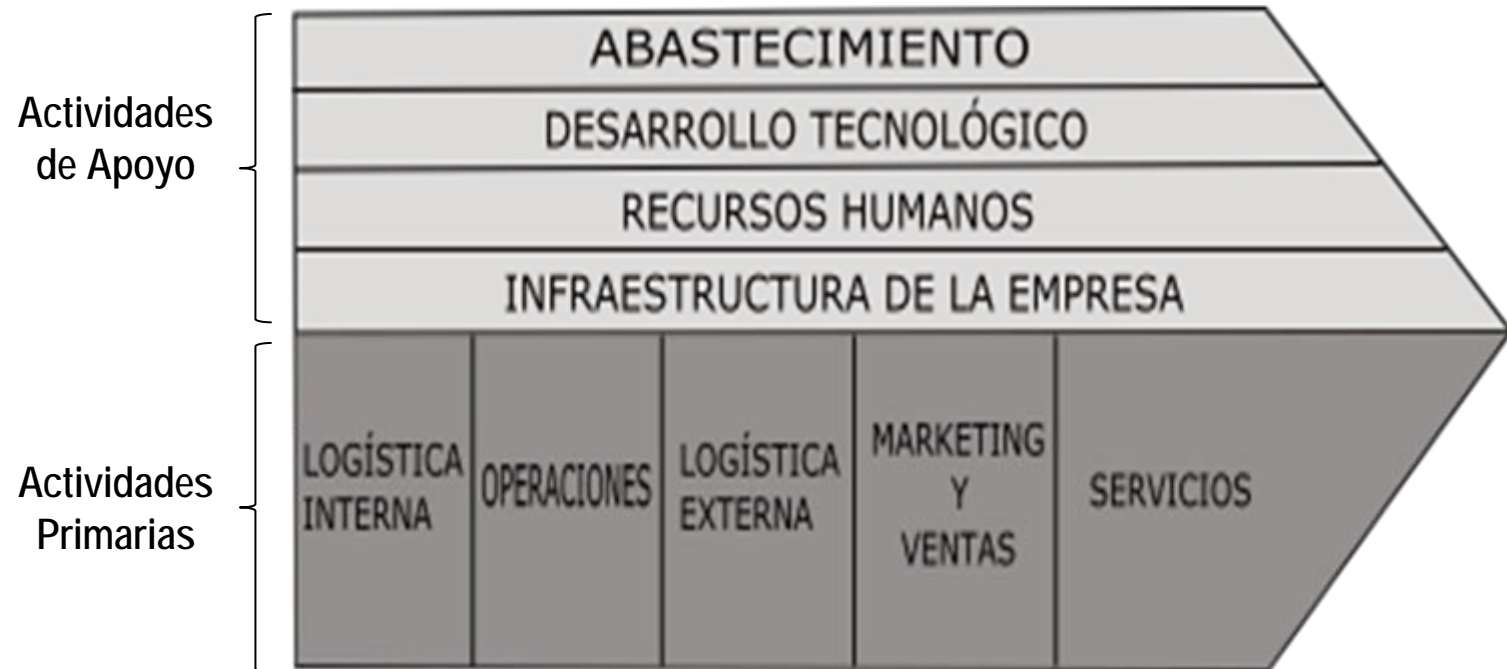 Actividades
de Apoyo
ABASTECIMIENTO
DESARROLLO TECNOLÓGICO
RECURSOS HUMANOS
INFRAESTRUCTURA DE LA EMPRESA
Actividades
Primarias
LOGÍSTICA
INTERNA
OPERACIONES
LOGÍSTICA
EXTERNA
MARKETING
Y
VENTAS
SERVICIOS